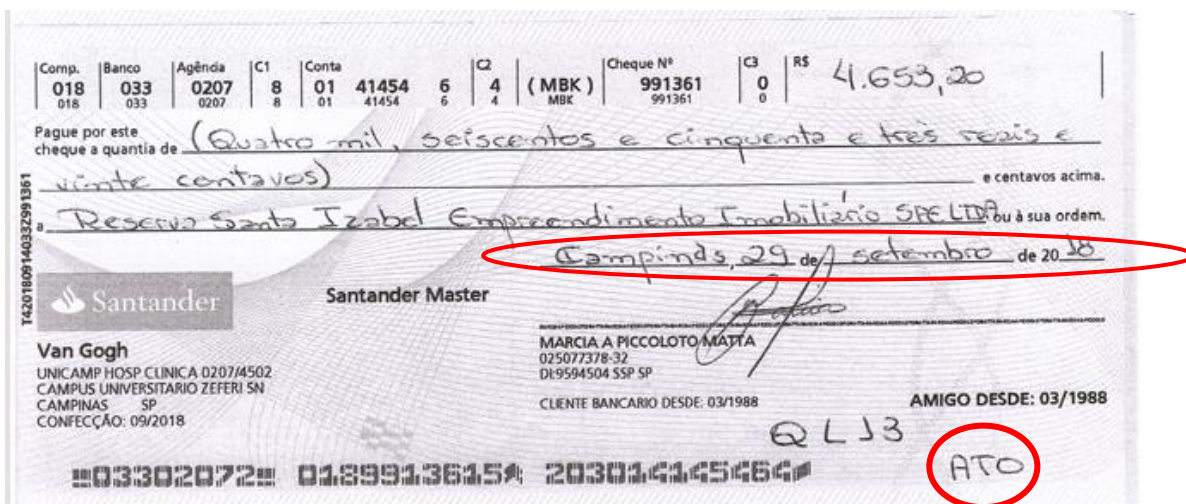 Comp. Banco Agência C1 Conta C2 Cheque Nº C3 R$ 4.653,20
018 033 0207 8 01 41454 6 4 (MBK) 991361 0
018 033 0207 8 01 41454 6 4 MBK 991361 0
Pague por este
cheque a quantia de (Quatro mil, seiscentos e cinquenta e três reais e
vinte centavos) e centavos acima.
a Reserva Santa Izabel Empreendimento Imobiliário SPE LTDA ou à sua ordem.
Campinas, 29 de setembro de 2018
T4201809140332991361
Santander Santander Master
Van Gogh
UNICAMP HOSP CLINICA 0207/4502
CAMPUS UNIVERSITARIO ZEFERI SN
CAMPINAS SP
CONFECÇÃO: 09/2018
MARCIA A PICCOLOTO MATTA
025077378-32
DI:9594504 SSP SP
CLIENTE BANCARIO DESDE: 03/1988
AMIGO DESDE: 03/1988
QLJ3
ATO
03302072 0189913615 203014145464